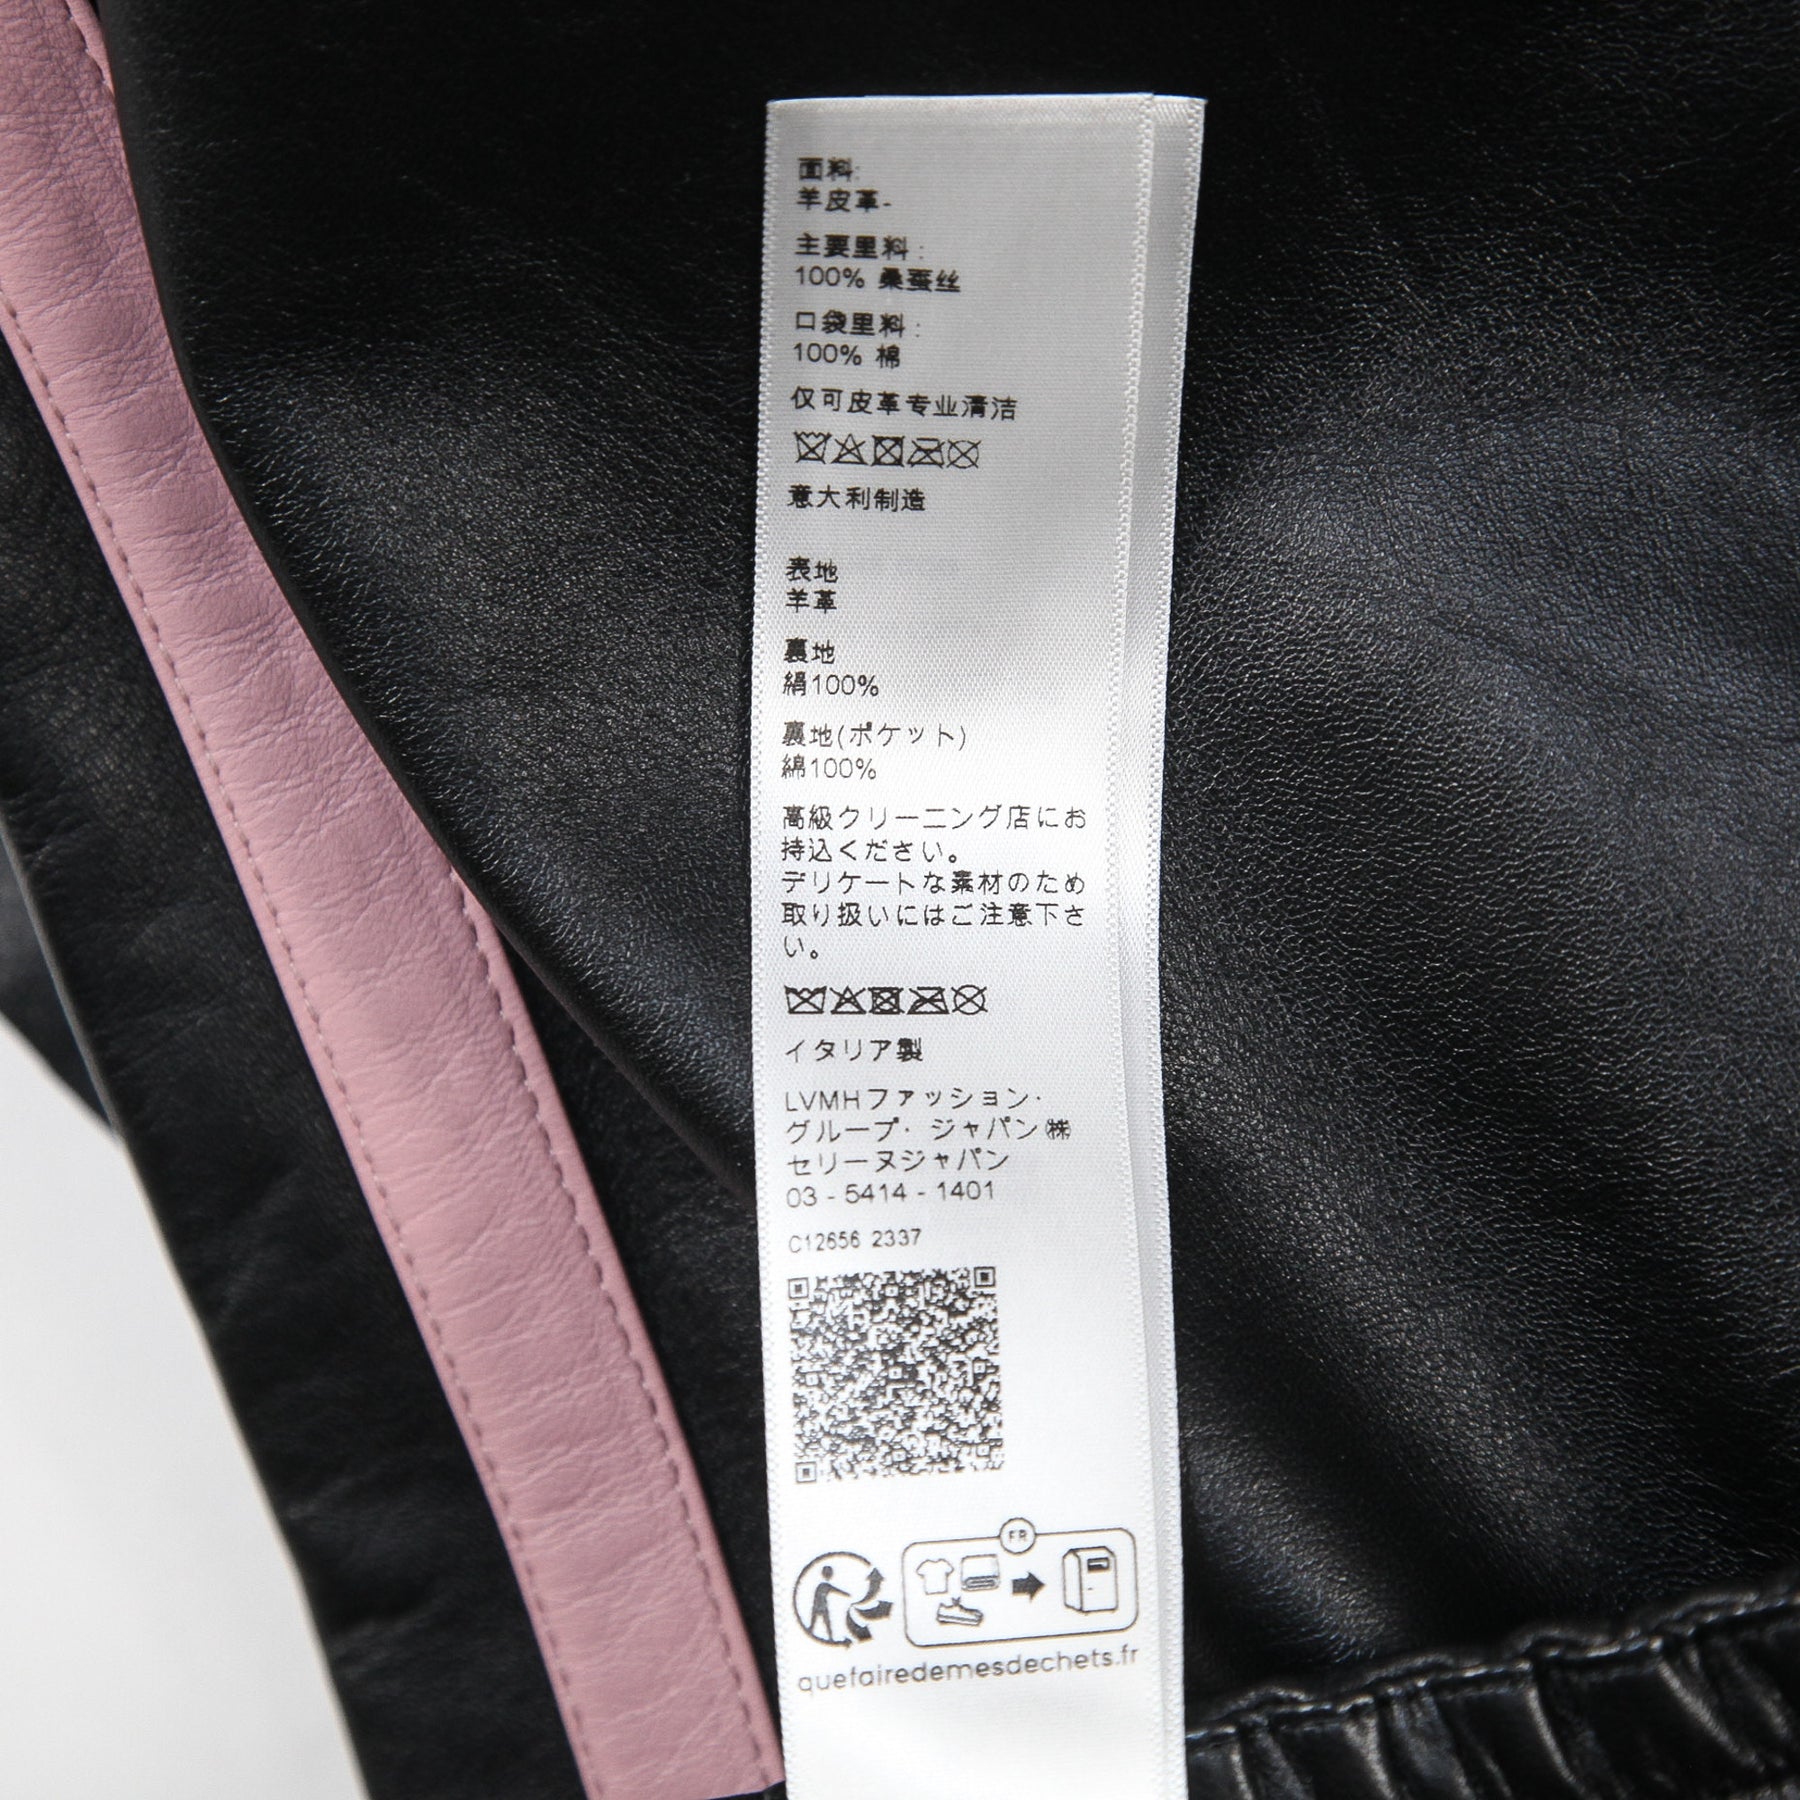 面料:
羊皮革-
主要里料:
100% 桑蚕丝
口袋里料:
100% 棉
仅可皮革专业清洁
意大利制造
表地
羊革
裏地
絹100%
裏地(ポケット)
綿100%
高級クリーニング店にお
持込ください。
デリケートな素材のため
取り扱いにはご注意下さ
い。
イタリア製
LVMHファッション・
グループ・ジャパン㈱
セリーヌジャパン
03 - 5414 - 1401
C12656 2337
FR
quefairedemesdechets.fr